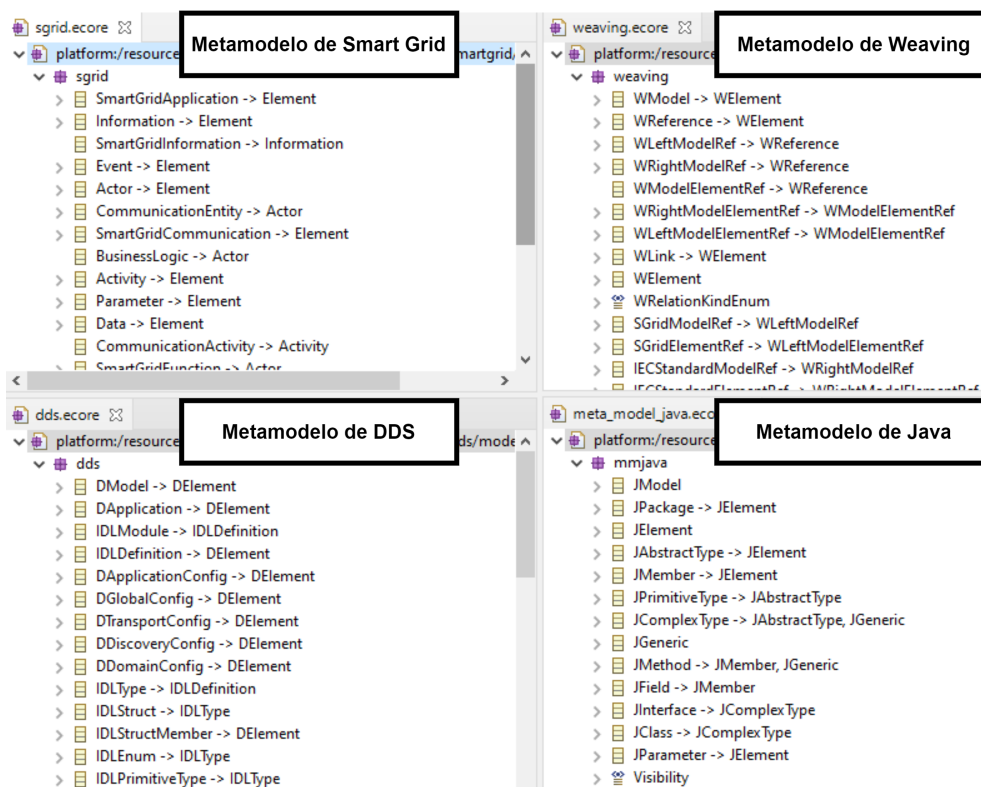 sgrid.ecore
Metamodelo de Smart Grid
platform:/resource
martgrid/
sgrid
SmartGridApplication -> Element
Information -> Element
SmartGridInformation -> Information
Event -> Element
Actor -> Element
CommunicationEntity -> Actor
SmartGridCommunication -> Element
BusinessLogic -> Actor
Activity -> Element
Parameter -> Element
Data -> Element
CommunicationActivity -> Activity
SmartGridFunction -> Actor
weaving.ecore
Metamodelo de Weaving
platform:/resource
weaving
WModel -> WElement
WReference -> WElement
WLeftModelRef -> WReference
WRightModelRef -> WReference
WModelElementRef -> WReference
WRightModelElementRef -> WModelElementRef
WLeftModelElementRef -> WModelElementRef
WLink -> WElement
WElement
WRelationKindEnum
SGridModelRef -> WLeftModelRef
SGridElementRef -> WLeftModelElementRef
IECStandardModelRef -> WRightModelRef
IECStandardElementRef -> WRightModelElementRef
dds.ecore
Metamodelo de DDS
platform:/resource
ds/mode
dds
DModel -> DElement
DApplication -> DElement
IDLModule -> IDLDefinition
IDLDefinition -> DElement
DApplicationConfig -> DElement
DGlobalConfig -> DElement
DTransportConfig -> DElement
DDiscoveryConfig -> DElement
DDomainConfig -> DElement
IDLType -> IDLDefinition
IDLStruct -> IDLType
IDLStructMember -> DElement
IDLEnum -> IDLType
IDLPrimitiveType -> IDLType
meta_model_java.eco
Metamodelo de Java
platform:/resource
mmjava
JModel
JPackage -> JElement
JElement
JAbstractType -> JElement
JMember -> JElement
JPrimitiveType -> JAbstractType
JComplexType -> JAbstractType, JGeneric
JGeneric
JMethod -> JMember, JGeneric
JField -> JMember
JInterface -> JComplexType
JClass -> JComplexType
JParameter -> JElement
Visibility